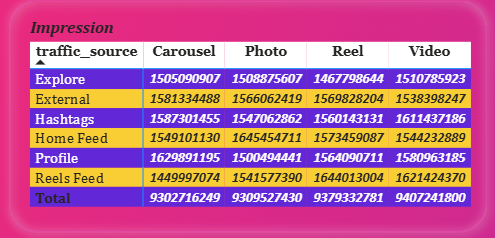 Impression
traffic_source Carousel Photo Reel Video
Explore 1505090907 1508875607 1467798644 1510785923
External 1581334488 1566062419 1569828204 1538398247
Hashtags 1587301455 1547062862 1560143131 1611437186
Home Feed 1549101130 1645454711 1573459087 1544232889
Profile 1629891195 1500494441 1564090711 1580963185
Reels Feed 1449997074 1541577390 1644013004 1621424370
Total 9302716249 9309527430 9379332781 9407241800